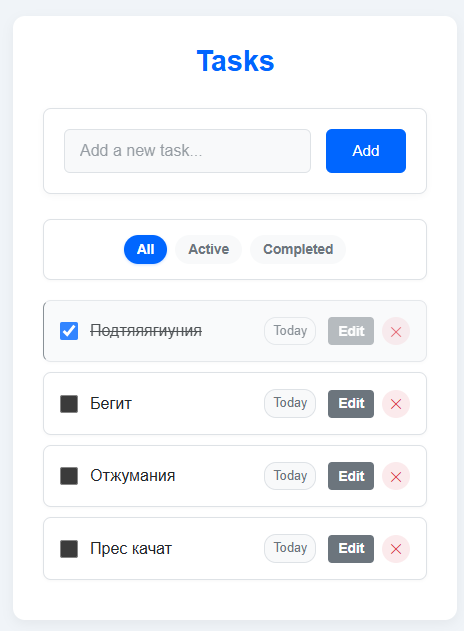 Tasks
Add a new task...
Add
All Active Completed
Подтяяягиуния Today Edit
Бегит Today Edit
Отжумания Today Edit
Прес качат Today Edit